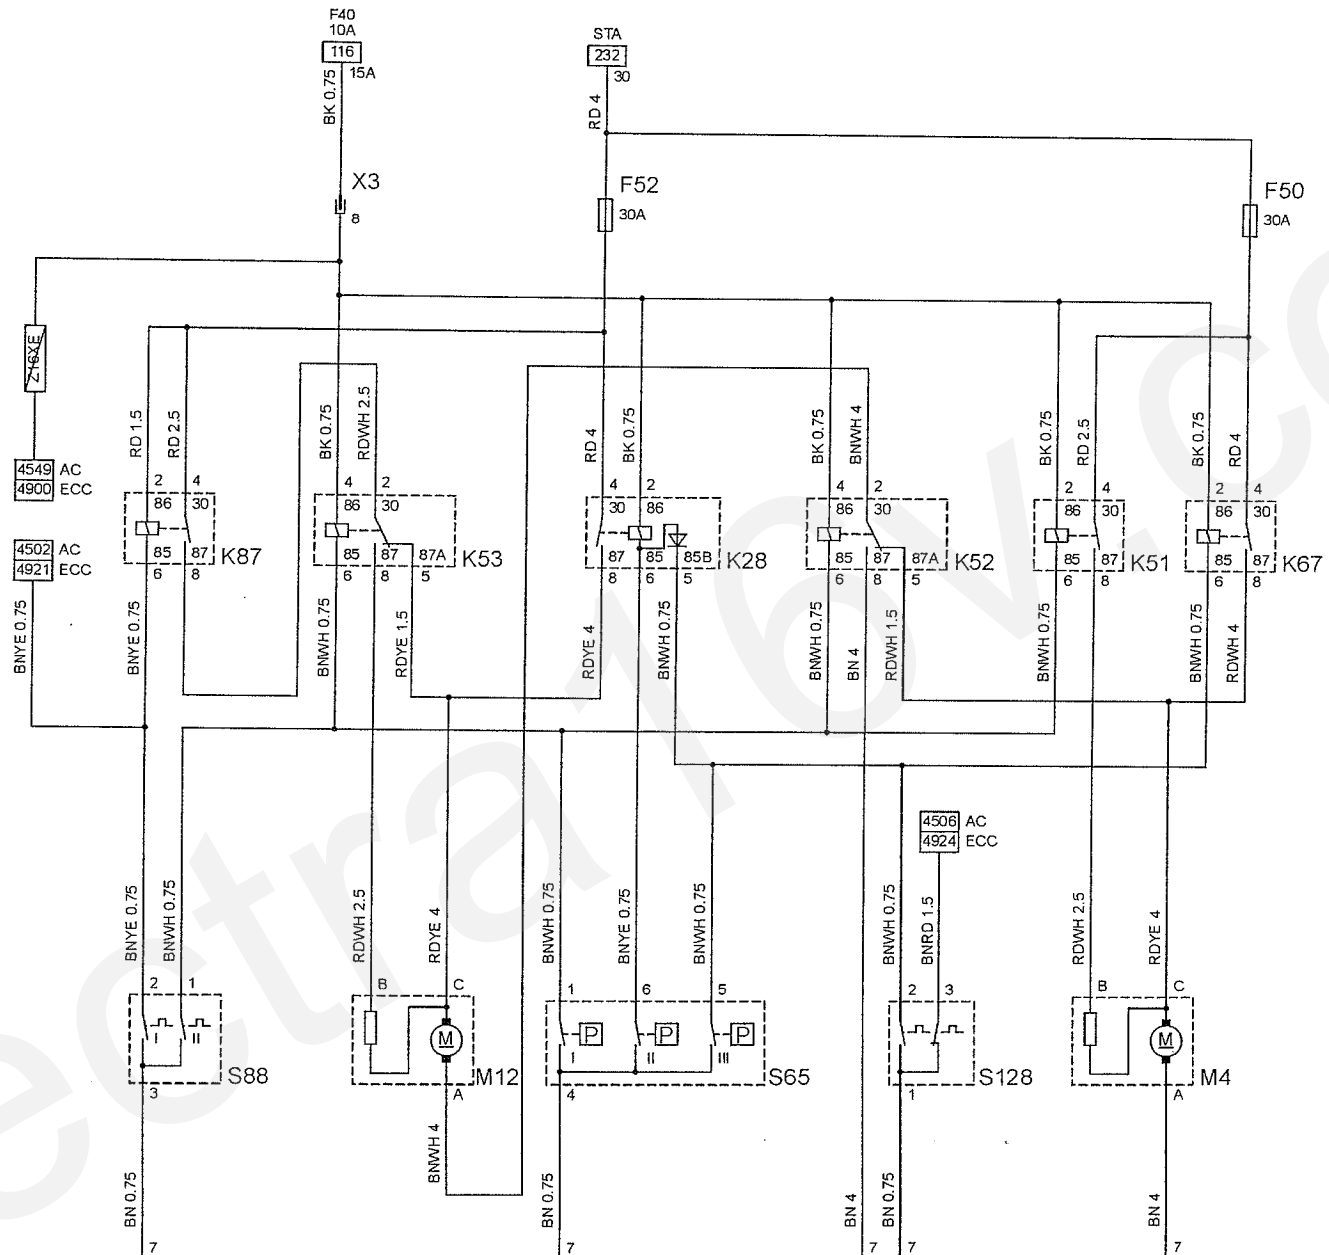 F40
10A
116
15A
BK 0.75
STA
232
30
RD 4
X3
8
F52
30A
F50
30A
Z16XE
4549 AC
4900 ECC
4502 AC
4921 ECC
BNYE 0.75
RD 1.5
RD 2.5
2 4
86 30
85 87
6 8
K87
BNYE 0.75
BK 0.75
RDWH 2.5
4 2
86 30
85 87 87A
6 8 5
K53
BNWH 0.75
RDYE 1.5
RD 4
BK 0.75
4 2
30 86
87 85 85B
8 6 5
K28
RDYE 4
BNWH 0.75
BK 0.75
BNWH 4
4 2
86 30
85 87 87A
6 8 5
K52
BNWH 0.75
BN 4
RDWH 1.5
BK 0.75
RD 2.5
2 4
86 30
85 87
6 8
K51
BNWH 0.75
BK 0.75
RD 4
2 4
86 30
85 87
6 8
K67
BNWH 0.75
RDWH 4
4506 AC
4924 ECC
BNYE 0.75
BNWH 0.75
2 1
I II
S88
3
BN 0.75
7
RDWH 2.5
RDYE 4
B C
M
M12
A
BNWH 4
BNWH 0.75
BNYE 0.75
BNWH 0.75
1 6 5
P P P
I II III
S65
4
BN 0.75
7
BN 4
7
BNWH 0.75
BNRD 1.5
2 3
S128
1
BN 0.75
7
RDWH 2.5
RDYE 4
B C
M
M4
A
BN 4
7
ectra16v.co